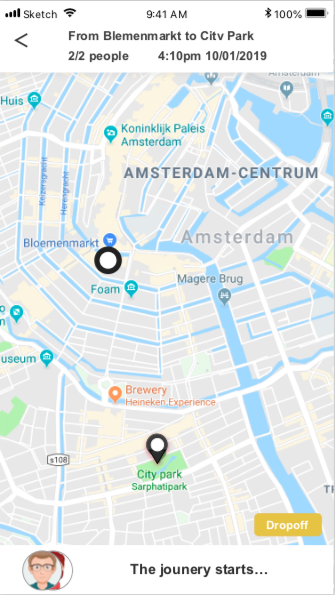 Sketch 9:41 AM 100%
From Blemenmarkt to City Park
2/2 people 4:10pm 10/01/2019
Amsterdam
Huis
Koninklijk Paleis
Amsterdam
AMSTERDAM-CENTRUM
Keizersgracht
Herengracht
Bloemenmarkt
Amsterdam
Foam
Magere Brug
useum
Brewery
Heineken Experience
s108
City park
Sarphatipark
Dropoff
The jounery starts...